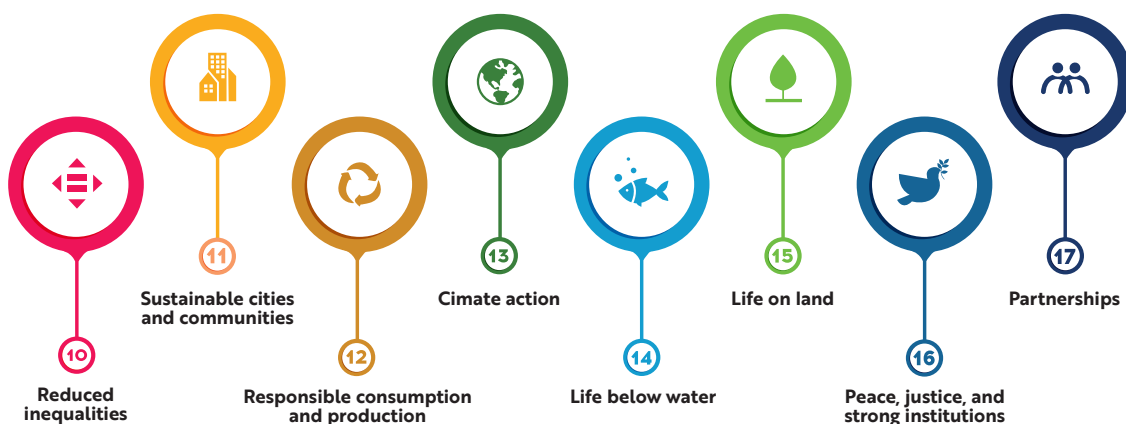 10
Reduced
inequalities
11
Sustainable cities
and communities
12
Responsible consumption
and production
13
Cimate action
14
Life below water
15
Life on land
16
Peace, justice, and
strong institutions
17
Partnerships